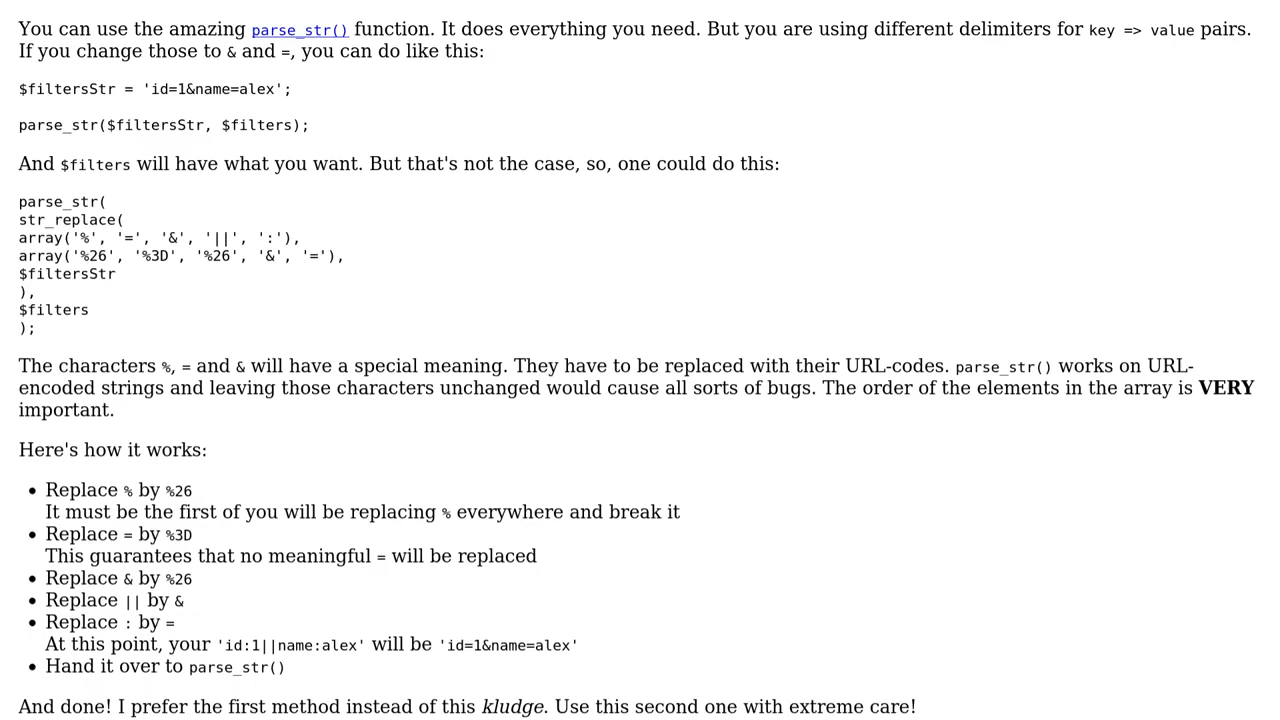 You can use the amazing parse_str() function. It does everything you need. But you are using different delimiters for key => value pairs.
If you change those to & and =, you can do like this:
$filtersStr = 'id=1&name=alex';
parse_str($filtersStr, $filters);
And $filters will have what you want. But that's not the case, so, one could do this:
parse_str(
str_replace(
array('%', '=', '&', '||', ':'),
array('%26', '%3D', '%26', '&', '='),
$filtersStr
),
$filters
);
The characters %, = and & will have a special meaning. They have to be replaced with their URL-codes. parse_str() works on URL-
encoded strings and leaving those characters unchanged would cause all sorts of bugs. The order of the elements in the array is VERY
important.
Here's how it works:
• Replace % by %26
It must be the first of you will be replacing % everywhere and break it
• Replace = by %3D
This guarantees that no meaningful = will be replaced
• Replace & by %26
• Replace || by &
• Replace : by =
At this point, your 'id:1||name:alex' will be 'id=1&name=alex'
• Hand it over to parse_str()
And done! I prefer the first method instead of this kludge. Use this second one with extreme care!